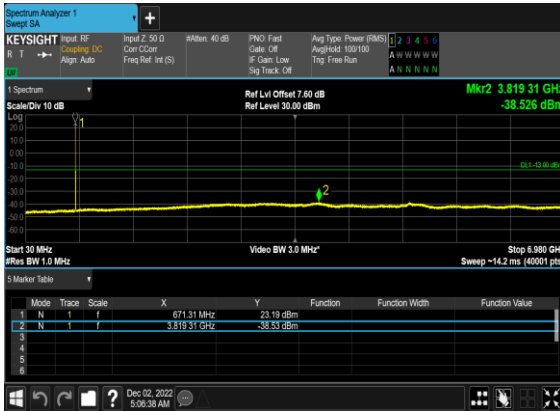 Spectrum Analyzer 1
Swept SA
+
KEYSIGHT
R T
LW
Input: RF
Coupling: DC
Align: Auto
Input Z: 50 Ω
Corr CCorr
Freq Ref: Int (S)
#Atten: 40 dB
PNO: Fast
Gate: Off
IF Gain: Low
Sig Track: Off
Avg Type: Power (RMS)
Avg|Hold: 100/100
Trig: Free Run
1 2 3 4 5 6
A W W W W W
A N N N N N
1 Spectrum
Scale/Div 10 dB
Ref Lvl Offset 7.60 dB
Ref Level 30.00 dBm
Mkr2 3.819 31 GHz
-38.526 dBm
Log
20.0
10.0
0.00
-10.0
-20.0
-30.0
-40.0
-50.0
-60.0
1
2
DL1 -13.00 dBm
Start 30 MHz
#Res BW 1.0 MHz
Video BW 3.0 MHz*
Stop 6.980 GHz
Sweep ~14.2 ms (40001 pts)
5 Marker Table
Mode Trace Scale X Y Function Function Width Function Value
1 N 1 f 671.31 MHz 23.19 dBm
2 N 1 f 3.819 31 GHz -38.53 dBm
3
4
5
6
?
Dec 02, 2022
5:06:38 AM